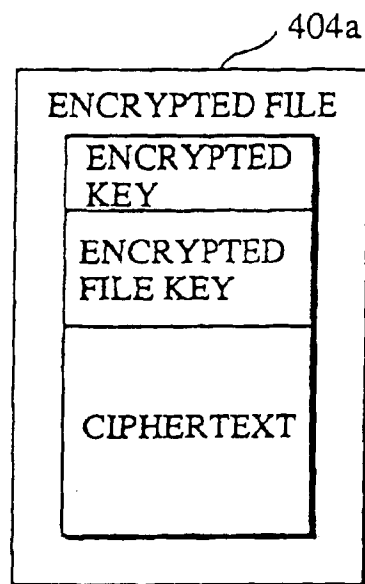 404a
ENCRYPTED FILE
ENCRYPTED
KEY
ENCRYPTED
FILE KEY
CIPHERTEXT